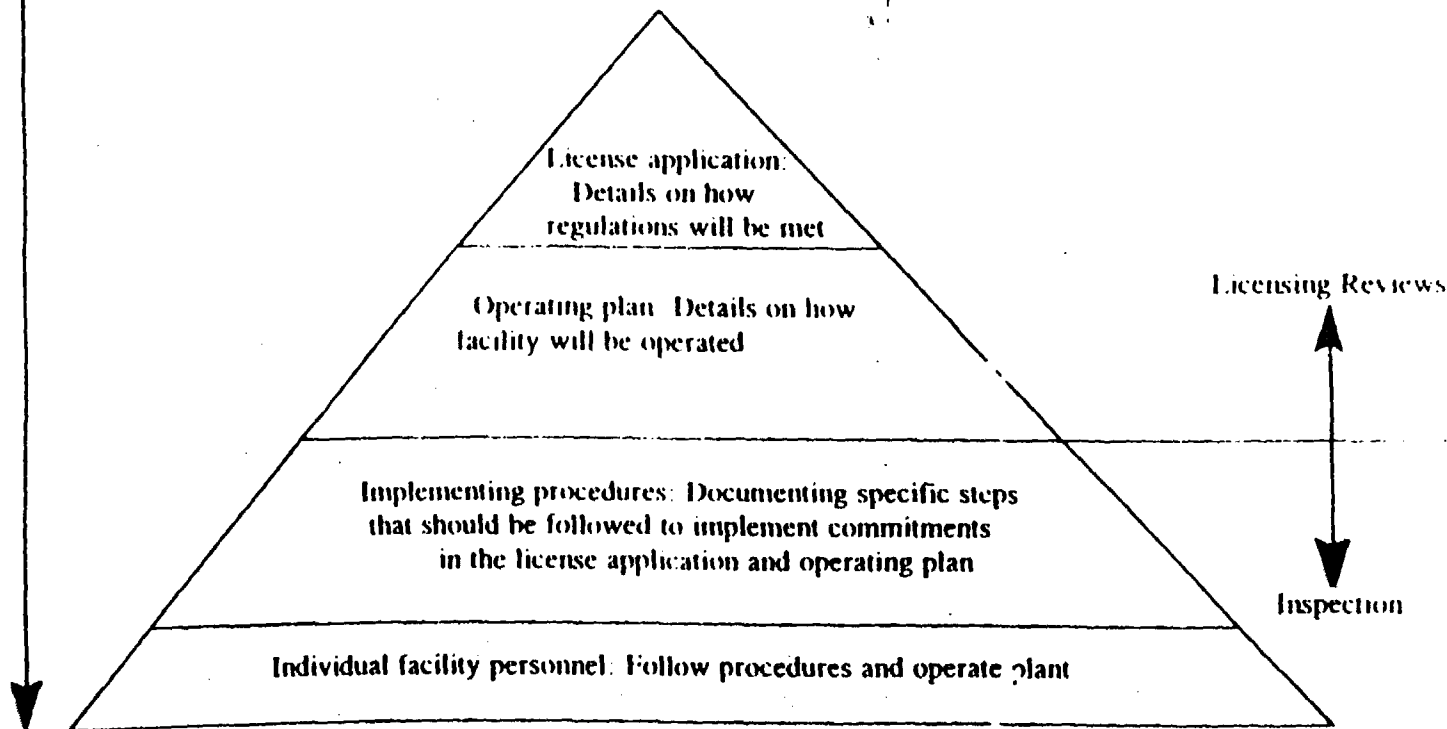 License application:
Details on how
regulations will be met
Operating plan Details on how
facility will be operated
Licensing Reviews
Implementing procedures: Documenting specific steps
that should be followed to implement commitments
in the license application and operating plan
Inspection
Individual facility personnel: Follow procedures and operate plant